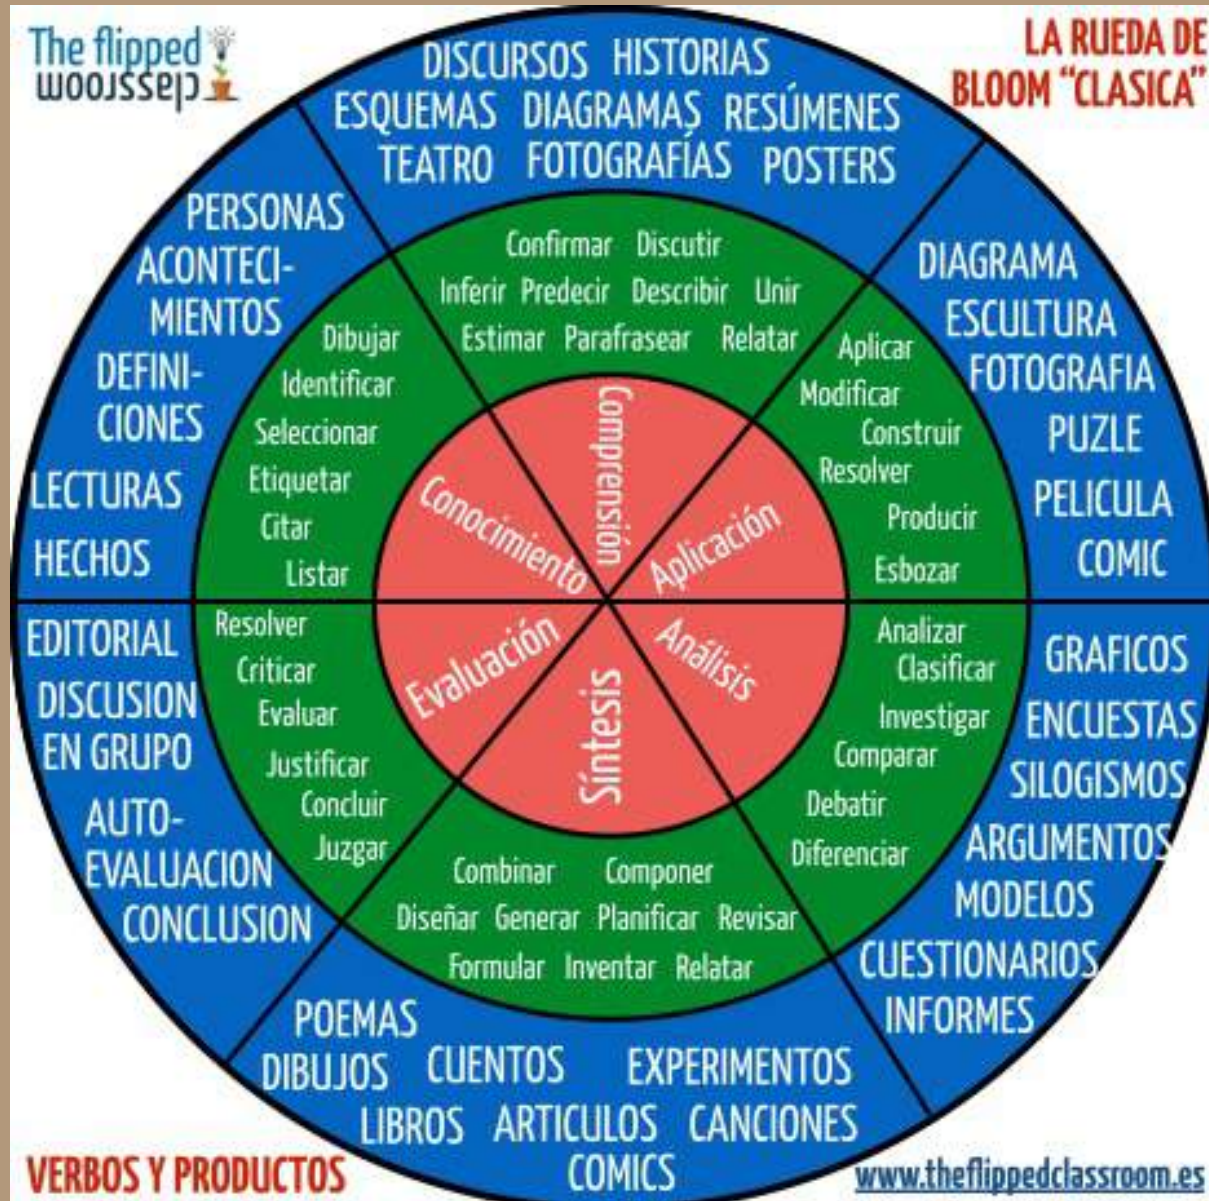 The flipped
classroom
LA RUEDA DE
BLOOM "CLASICA"
DISCURSOS HISTORIAS
ESQUEMAS DIAGRAMAS RESÚMENES
TEATRO FOTOGRAFÍAS POSTERS
Confirmar Discutir
Inferir Predecir Describir Unir
Estimar Parafrasear Relatar
Comprensión
DIAGRAMA
ESCULTURA
FOTOGRAFIA
PUZLE
PELICULA
COMIC
Aplicar
Modificar
Construir
Resolver
Producir
Esbozar
Aplicación
GRAFICOS
ENCUESTAS
SILOGISMOS
ARGUMENTOS
MODELOS
CUESTIONARIOS
INFORMES
Analizar
Clasificar
Investigar
Comparar
Debatir
Diferenciar
Análisis
Síntesis
Combinar Componer
Diseñar Generar Planificar Revisar
Formular Inventar Relatar
POEMAS
DIBUJOS CUENTOS EXPERIMENTOS
LIBROS ARTICULOS CANCIONES
COMICS
EDITORIAL
DISCUSION
EN GRUPO
AUTO-
EVALUACION
CONCLUSION
Resolver
Criticar
Evaluar
Justificar
Concluir
Juzgar
Evaluación
PERSONAS
ACONTECI-
MIENTOS
DEFINI-
CIONES
LECTURAS
HECHOS
Dibujar
Identificar
Seleccionar
Etiquetar
Citar
Listar
Conocimiento
VERBOS Y PRODUCTOS
www.theflippedclassroom.es